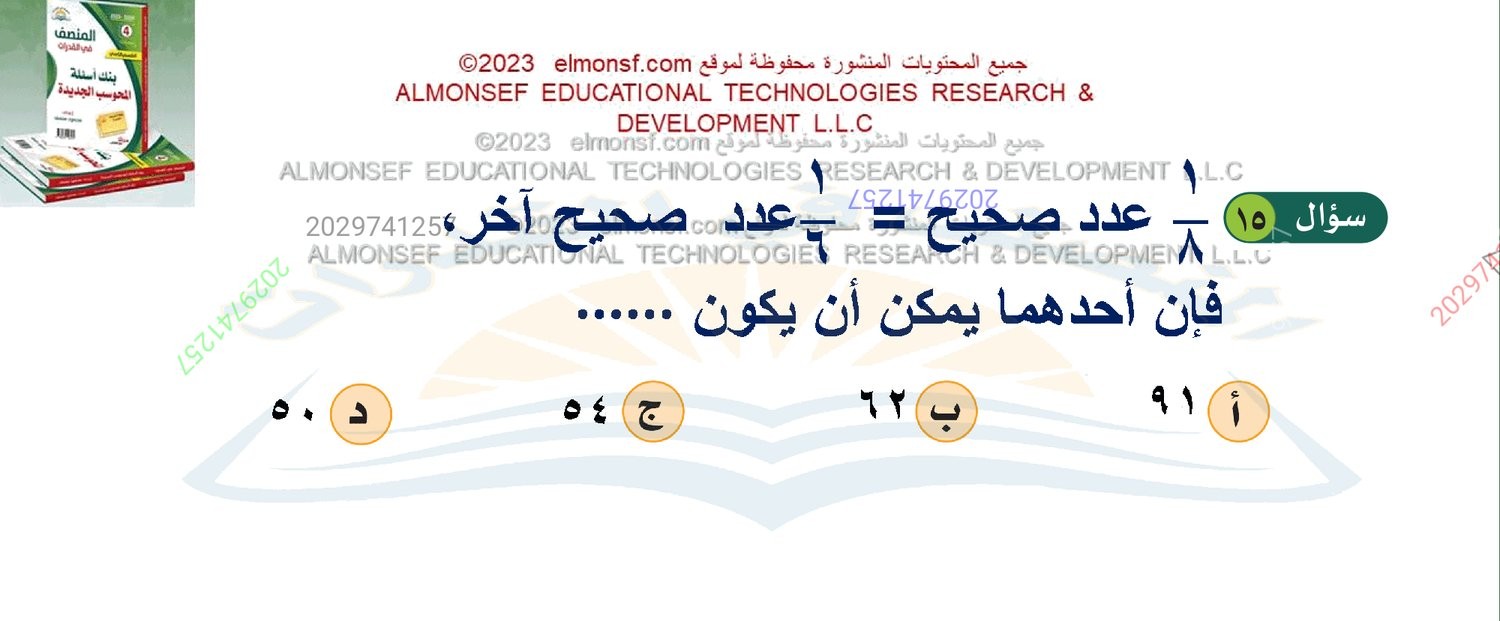 المنصف
في القدرات
4
بنك أسئلة
المحوسب الجديدة
جميع المحتويات المنشورة محفوظة لموقع elmonsf.com ©2023
ALMONSEF EDUCATIONAL TECHNOLOGIES RESEARCH &
DEVELOPMENT L.L.C
جميع المحتويات المنشورة محفوظة لموقع elmonsf.com ©2023
ALMONSEF EDUCATIONAL TECHNOLOGIES RESEARCH & DEVELOPMENT L.L.C
2029741257
سؤال ١٥ ١/٨ عدد صحيح = ١/٦ عدد صحيح آخر،
2029741257
ALMONSEF EDUCATIONAL TECHNOLOGIES RESEARCH & DEVELOPMENT L.L.C
2029741257
فإن أحدهما يمكن أن يكون ......
أ ٩١ ب ٦٢ ج ٥٤ د ٥٠